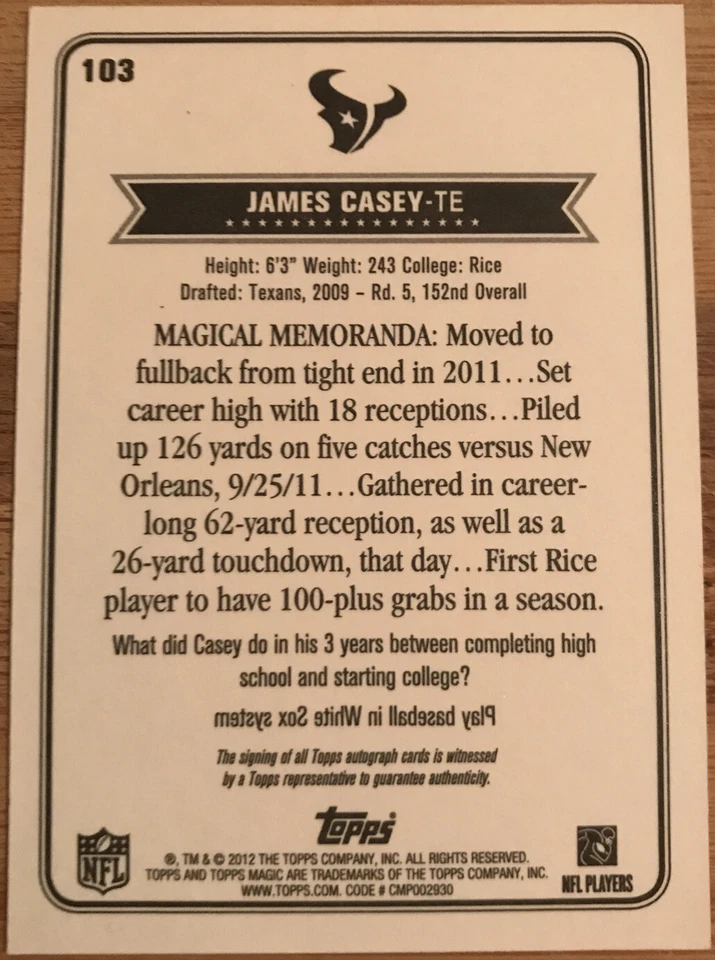 103
JAMES CASEY-TE
Height: 6'3" Weight: 243 College: Rice
Drafted: Texans, 2009 – Rd. 5, 152nd Overall
MAGICAL MEMORANDA: Moved to
fullback from tight end in 2011...Set
career high with 18 receptions...Piled
up 126 yards on five catches versus New
Orleans, 9/25/11...Gathered in career-
long 62-yard reception, as well as a
26-yard touchdown, that day...First Rice
player to have 100-plus grabs in a season.
What did Casey do in his 3 years between completing high
school and starting college?
Play baseball in White Sox system
The signing of all Topps autograph cards is witnessed
by a Topps representative to guarantee authenticity.
topps
®, TM & © 2012 THE TOPPS COMPANY, INC. ALL RIGHTS RESERVED.
TOPPS AND TOPPS MAGIC ARE TRADEMARKS OF THE TOPPS COMPANY, INC.
WWW.TOPPS.COM. CODE # CMP002930
NFL
NFL PLAYERS